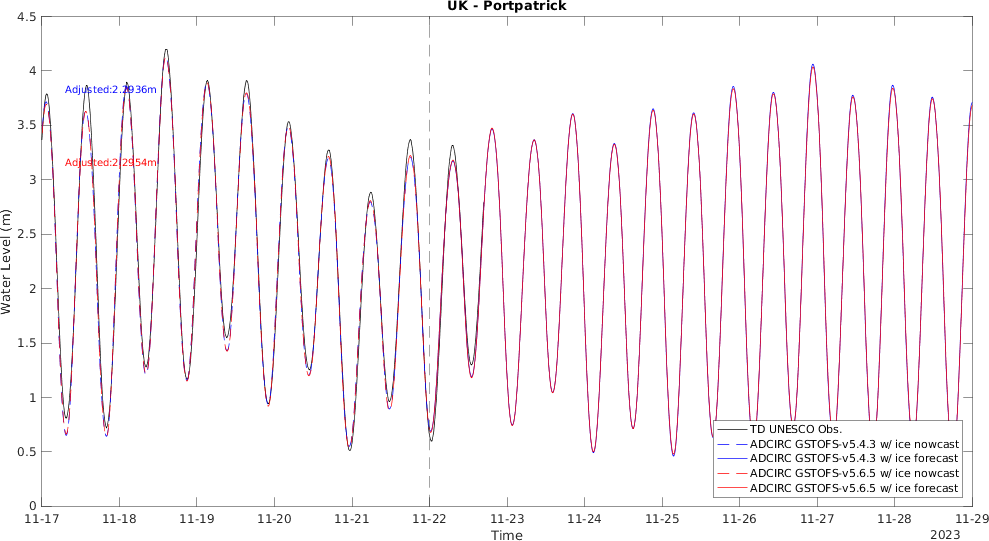 UK - Portpatrick
4.5
4
3.5
3
2.5
2
1.5
1
0.5
0
Water Level (m)
Adjusted:2.2936m
Adjusted:2.2954m
TD UNESCO Obs.
ADCIRC GSTOFS-v5.4.3 w/ ice nowcast
ADCIRC GSTOFS-v5.4.3 w/ ice forecast
ADCIRC GSTOFS-v5.6.5 w/ ice nowcast
ADCIRC GSTOFS-v5.6.5 w/ ice forecast
11-17 11-18 11-19 11-20 11-21 11-22 11-23 11-24 11-25 11-26 11-27 11-28 11-29
Time
2023